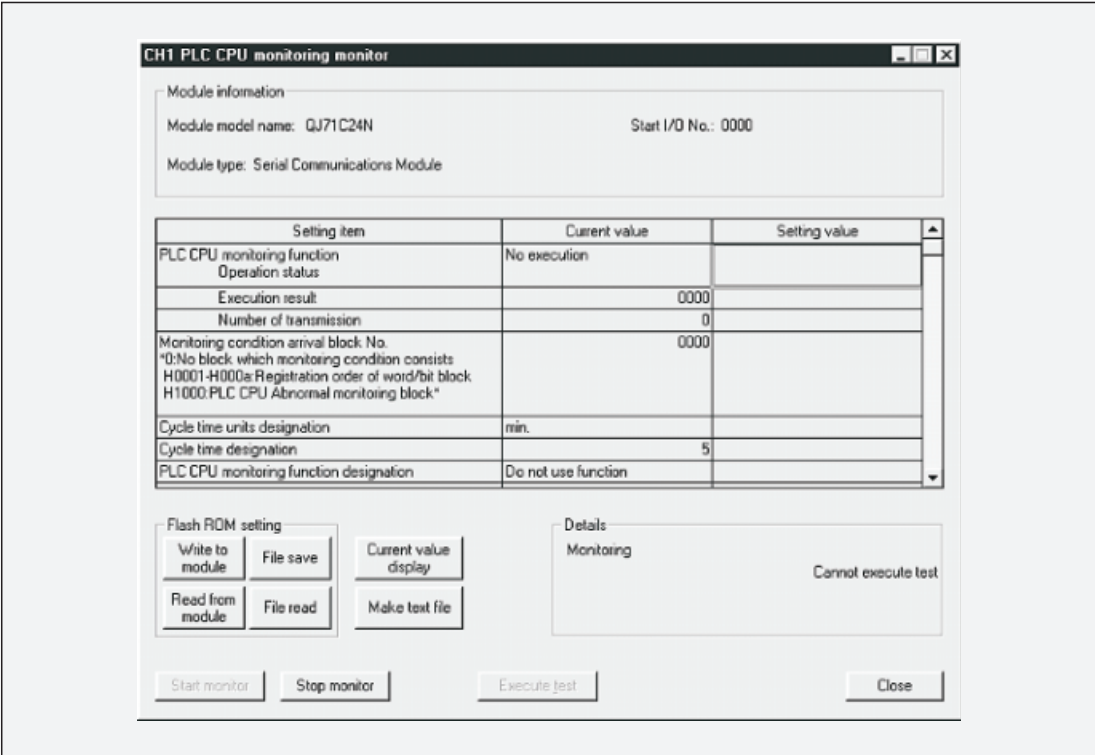 CH1 PLC CPU monitoring monitor
Module information
Module model name: QJ71C24N
Start I/O No.: 0000
Module type: Serial Communications Module
Setting item Current value Setting value
PLC CPU monitoring function No execution
Operation status
Execution result 0000
Number of transmission 0
Monitoring condition arrival block No. 0000
*0:No block which monitoring condition consists
H0001-H000a:Registration order of word/bit block
H1000:PLC CPU Abnormal monitoring block*
Cycle time units designation min.
Cycle time designation 5
PLC CPU monitoring function designation Do not use function
Flash ROM setting
Write to
module
File save
Current value
display
Read from
module
File read
Make text file
Details
Monitoring
Cannot execute test
Start monitor
Stop monitor
Execute test
Close